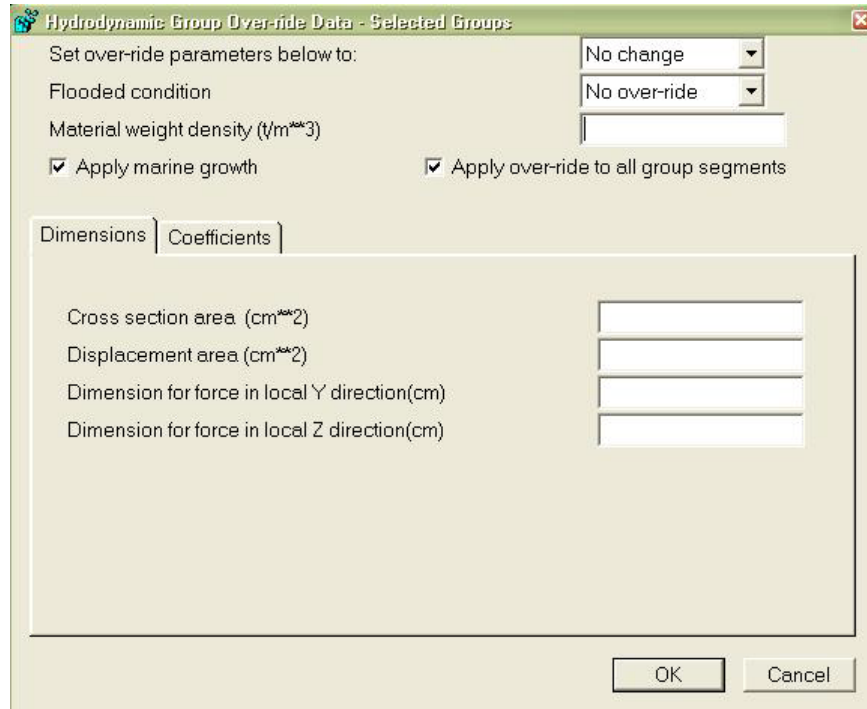 Hydrodynamic Group Over-ride Data - Selected Groups
Set over-ride parameters below to: No change
Flooded condition No over-ride
Material weight density (t/m**3)
Apply marine growth Apply over-ride to all group segments
Dimensions Coefficients
Cross section area (cm**2)
Displacement area (cm**2)
Dimension for force in local Y direction(cm)
Dimension for force in local Z direction(cm)
OK Cancel